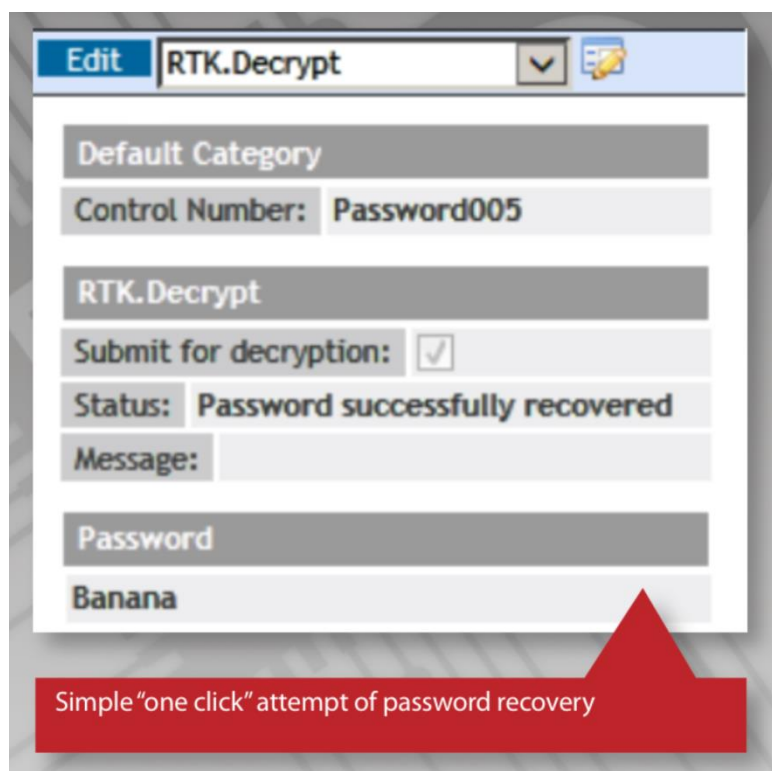 Edit RTK.Decrypt
Default Category
Control Number: Password005
RTK.Decrypt
Submit for decryption:
Status: Password successfully recovered
Message:
Password
Banana
Simple “one click” attempt of password recovery